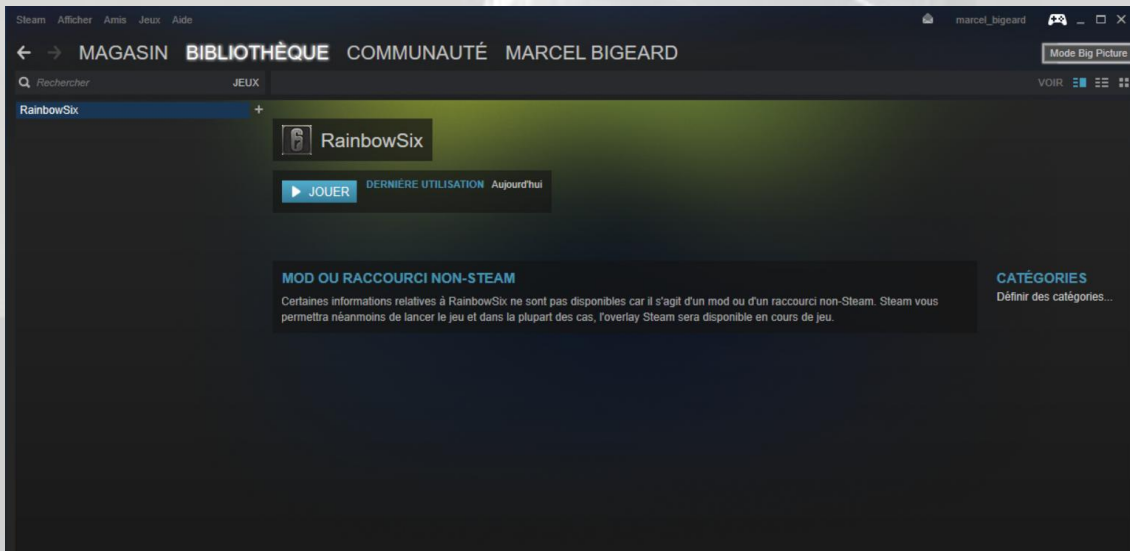 Steam Afficher Amis Jeux Aide marcel_bigeard
MAGASIN BIBLIOTHÈQUE COMMUNAUTÉ MARCEL BIGEARD Mode Big Picture
Rechercher JEUX VOIR
RainbowSix +
RainbowSix
JOUER DERNIÈRE UTILISATION Aujourd'hui
MOD OU RACCOURCI NON-STEAM
Certaines informations relatives à RainbowSix ne sont pas disponibles car il s'agit d'un mod ou d'un raccourci non-Steam. Steam vous
permettra néanmoins de lancer le jeu et dans la plupart des cas, l'overlay Steam sera disponible en cours de jeu.
CATÉGORIES
Définir des catégories...